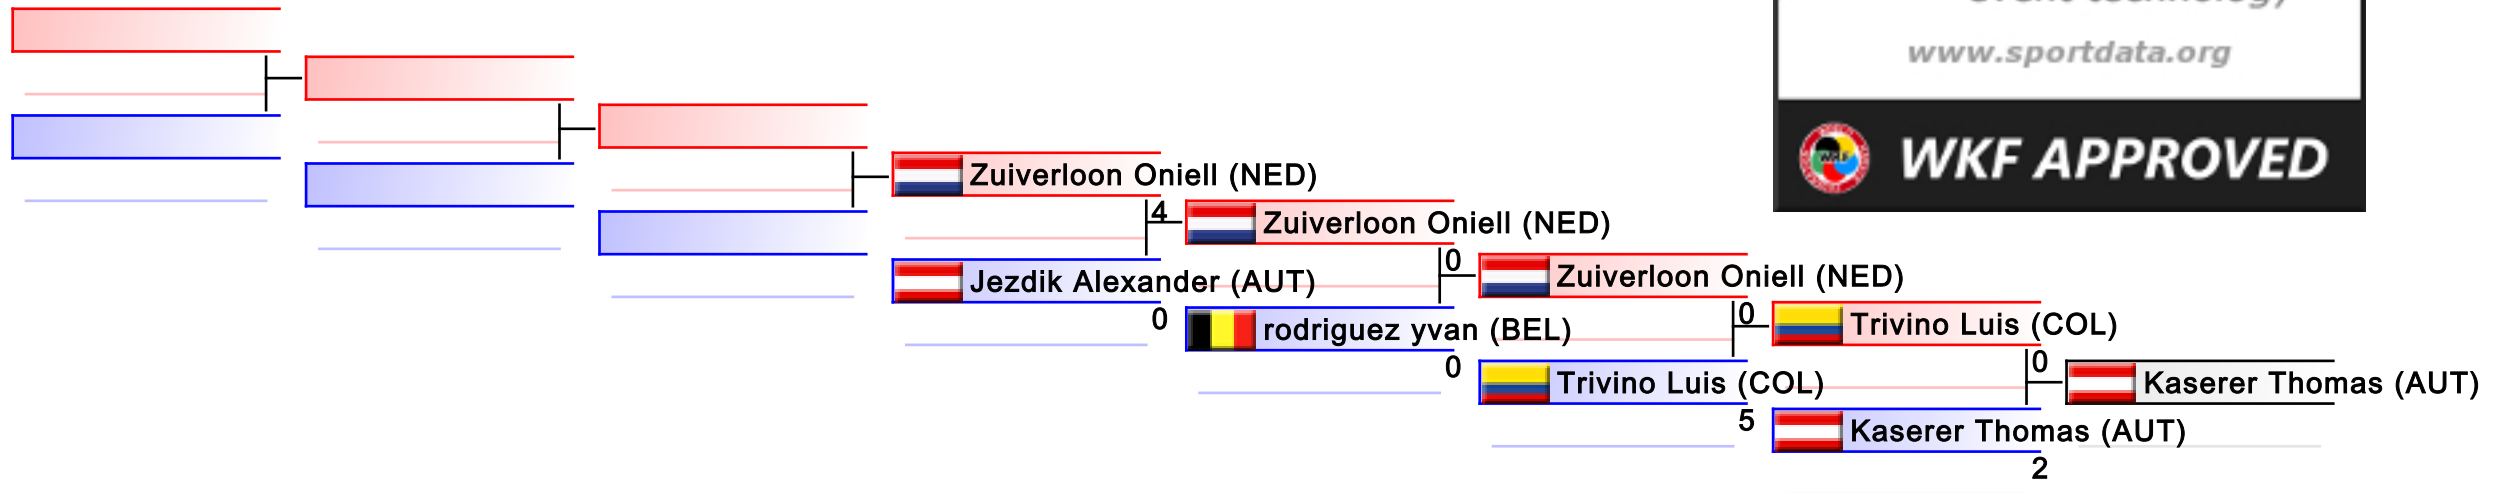 www.sportdata.org
WKF APPROVED
Zuiverloon Oniell (NED)
4
Zuiverloon Oniell (NED)
Jezdik Alexander (AUT)
0
0
Zuiverloon Oniell (NED)
rodriguez yvan (BEL)
0
0
Trivino Luis (COL)
Trivino Luis (COL)
5
0
Kaserer Thomas (AUT)
Kaserer Thomas (AUT)
2